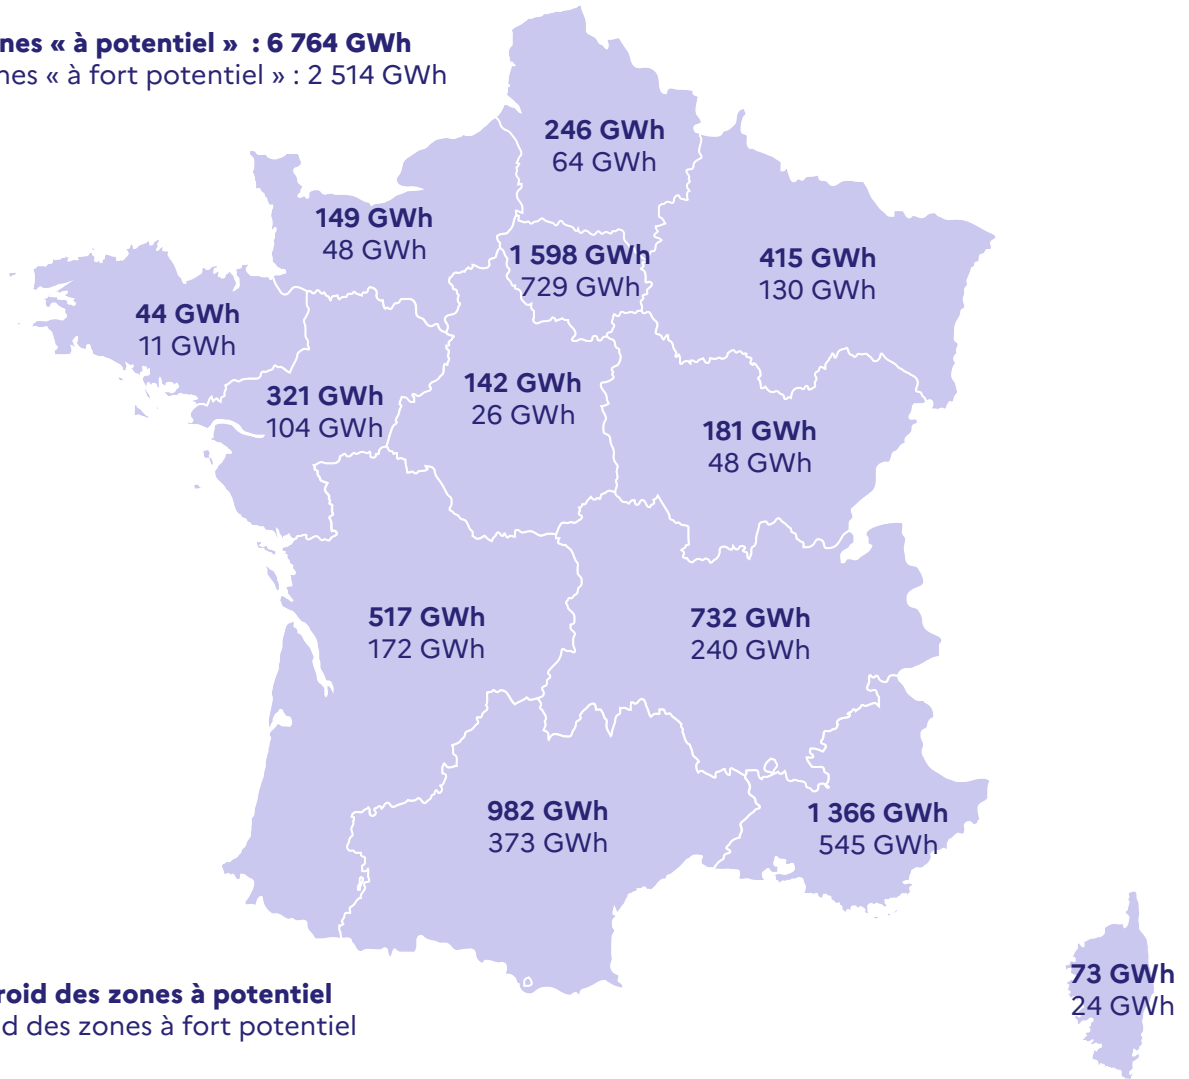 nes « à potentiel » : 6 764 GWh
nes « à fort potentiel » : 2 514 GWh
246 GWh
64 GWh
149 GWh
48 GWh
1 598 GWh
729 GWh
415 GWh
130 GWh
44 GWh
11 GWh
321 GWh
104 GWh
142 GWh
26 GWh
181 GWh
48 GWh
517 GWh
172 GWh
732 GWh
240 GWh
982 GWh
373 GWh
1 366 GWh
545 GWh
73 GWh
24 GWh
roid des zones à potentiel
d des zones à fort potentiel